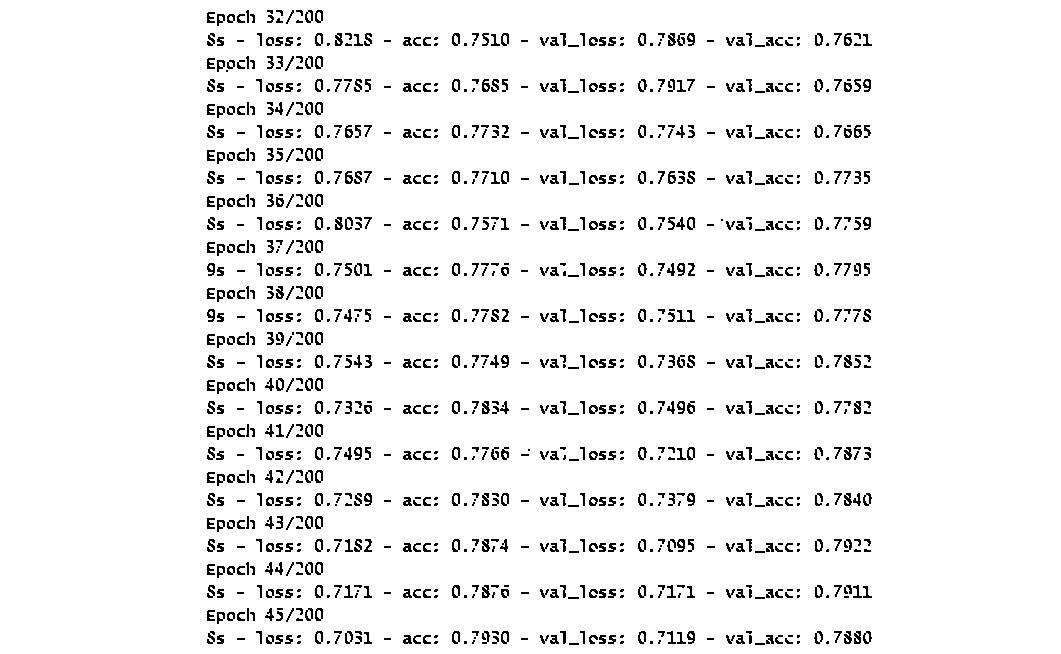 Epoch 32/200
8s - loss: 0.8218 - acc: 0.7510 - val_loss: 0.7869 - val_acc: 0.7621
Epoch 33/200
8s - loss: 0.7785 - acc: 0.7685 - val_loss: 0.7917 - val_acc: 0.7659
Epoch 34/200
8s - loss: 0.7657 - acc: 0.7732 - val_loss: 0.7743 - val_acc: 0.7665
Epoch 35/200
8s - loss: 0.7687 - acc: 0.7710 - val_loss: 0.7638 - val_acc: 0.7735
Epoch 36/200
8s - loss: 0.8037 - acc: 0.7571 - val_loss: 0.7540 - val_acc: 0.7759
Epoch 37/200
9s - loss: 0.7501 - acc: 0.7776 - val_loss: 0.7492 - val_acc: 0.7795
Epoch 38/200
9s - loss: 0.7475 - acc: 0.7782 - val_loss: 0.7511 - val_acc: 0.7778
Epoch 39/200
8s - loss: 0.7543 - acc: 0.7749 - val_loss: 0.7368 - val_acc: 0.7852
Epoch 40/200
8s - loss: 0.7326 - acc: 0.7834 - val_loss: 0.7496 - val_acc: 0.7782
Epoch 41/200
8s - loss: 0.7495 - acc: 0.7766 - val_loss: 0.7210 - val_acc: 0.7873
Epoch 42/200
8s - loss: 0.7289 - acc: 0.7830 - val_loss: 0.7379 - val_acc: 0.7840
Epoch 43/200
8s - loss: 0.7182 - acc: 0.7874 - val_loss: 0.7095 - val_acc: 0.7922
Epoch 44/200
8s - loss: 0.7171 - acc: 0.7876 - val_loss: 0.7171 - val_acc: 0.7911
Epoch 45/200
8s - loss: 0.7031 - acc: 0.7930 - val_loss: 0.7119 - val_acc: 0.7880